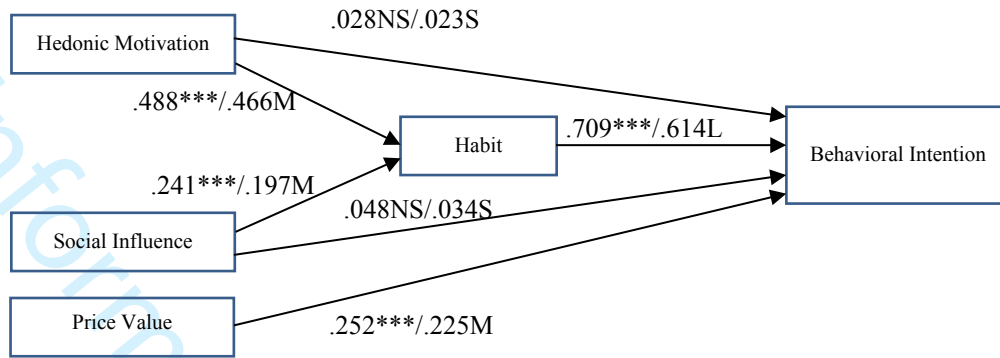 .028NS/.023S
Hedonic Motivation
.488***/.466M
.709***/.614L
Habit
Behavioral Intention
.241***/.197M
.048NS/.034S
Social Influence
Price Value
.252***/.225M